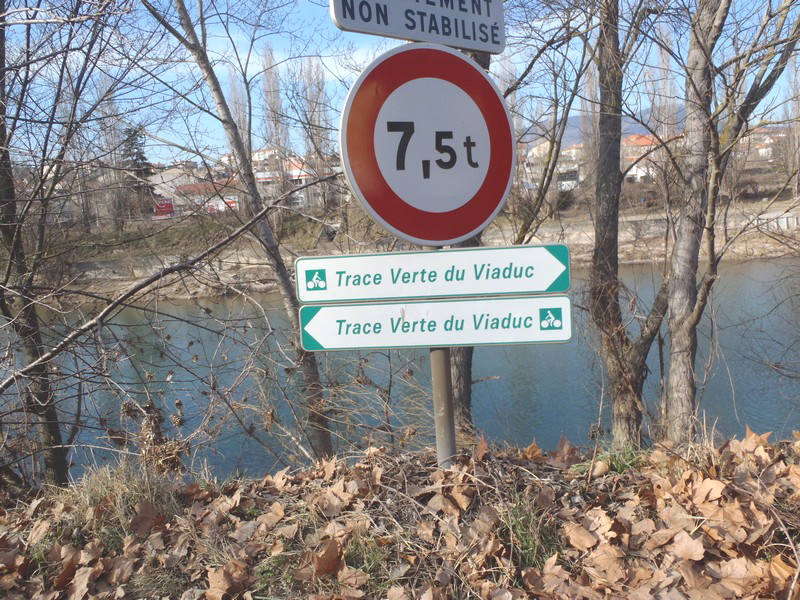 NON STABILISÉ
7,5t
Trace Verte du Viaduc
Trace Verte du Viaduc